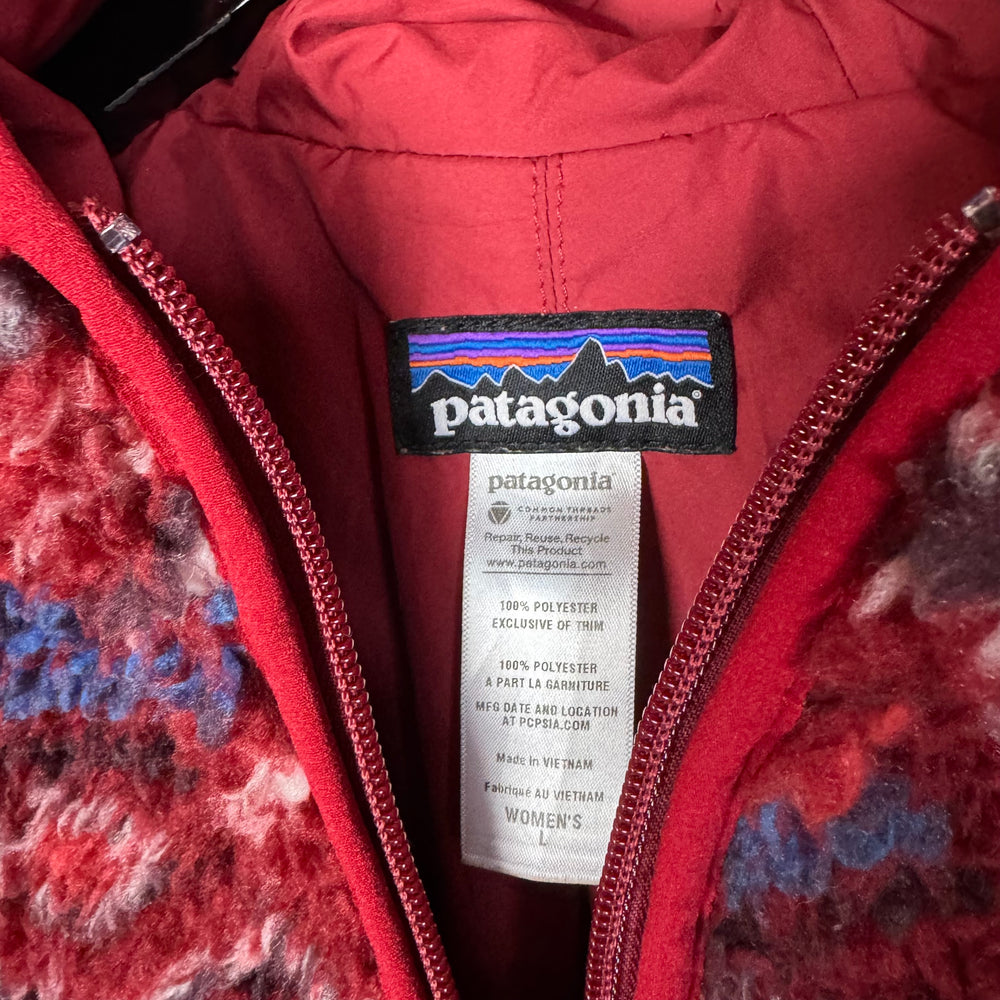 patagonia®
patagonia®
COMMON THREADS
PARTNERSHIP
Repair, Reuse, Recycle
This Product
www.patagonia.com
100% POLYESTER
EXCLUSIVE OF TRIM
100% POLYESTER
A PART LA GARNITURE
MFG DATE AND LOCATION
AT PCPSIA.COM
Made in VIETNAM
Fabriqué AU VIETNAM
WOMEN'S
L